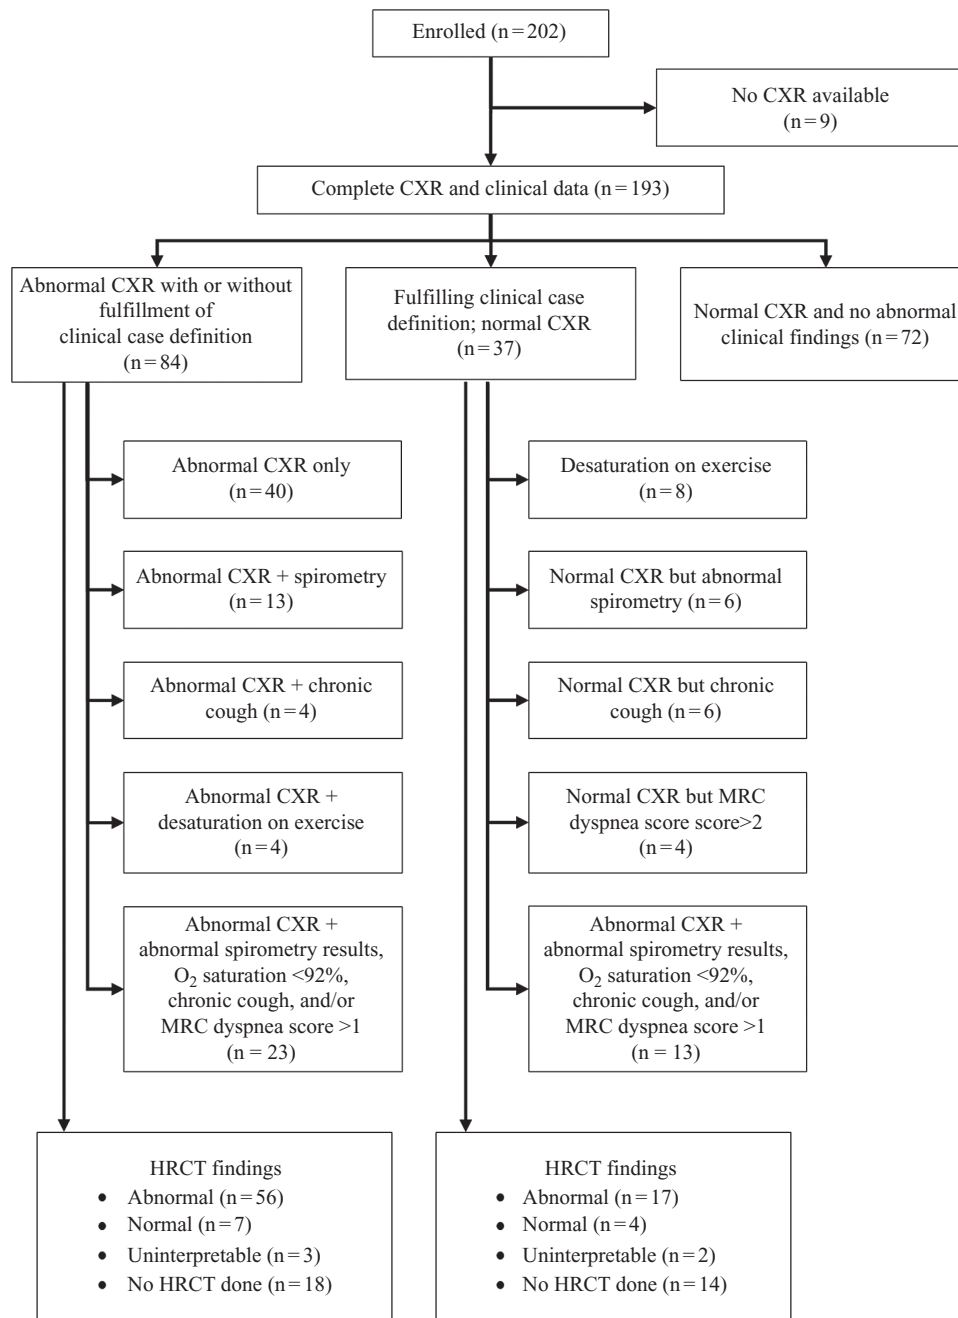 Enrolled (n=202)
No CXR available
(n=9)
Complete CXR and clinical data (n=193)
Abnormal CXR with or without
fulfillment of
clinical case definition
(n=84)
Fulfilling clinical case
definition; normal CXR
(n=37)
Normal CXR and no abnormal
clinical findings (n=72)
Abnormal CXR only
(n=40)
Abnormal CXR + spirometry
(n=13)
Abnormal CXR + chronic
cough (n=4)
Abnormal CXR +
desaturation on exercise
(n=4)
Abnormal CXR +
abnormal spirometry results,
O2 saturation <92%,
chronic cough, and/or
MRC dyspnea score >1
(n = 23)
Desaturation on exercise
(n=8)
Normal CXR but abnormal
spirometry (n=6)
Normal CXR but chronic
cough (n=6)
Normal CXR but MRC
dyspnea score score>2
(n=4)
Abnormal CXR +
abnormal spirometry results,
O2 saturation <92%,
chronic cough, and/or
MRC dyspnea score >1
(n = 13)
HRCT findings
• Abnormal (n=56)
• Normal (n=7)
• Uninterpretable (n=3)
• No HRCT done (n=18)
HRCT findings
• Abnormal (n=17)
• Normal (n=4)
• Uninterpretable (n=2)
• No HRCT done (n=14)